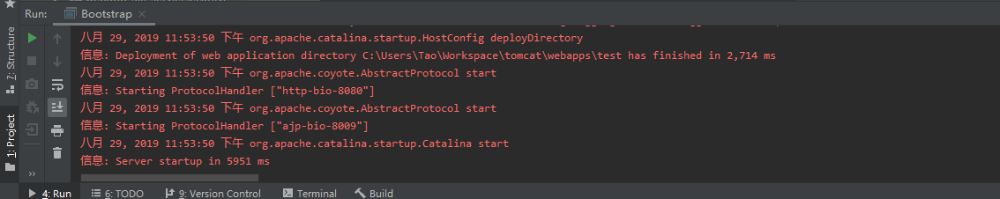 Run: Bootstrap
八月 29, 2019 11:53:50 下午 org.apache.catalina.startup.HostConfig deployDirectory
信息: Deployment of web application directory C:\Users\Tao\Workspace\tomcat\webapps\test has finished in 2,714 ms
八月 29, 2019 11:53:50 下午 org.apache.coyote.AbstractProtocol start
信息: Starting ProtocolHandler ["http-bio-8080"]
八月 29, 2019 11:53:50 下午 org.apache.coyote.AbstractProtocol start
信息: Starting ProtocolHandler ["ajp-bio-8009"]
八月 29, 2019 11:53:50 下午 org.apache.catalina.startup.Catalina start
信息: Server startup in 5951 ms
7: Structure
1: Project
4: Run 6: TODO 9: Version Control Terminal Build